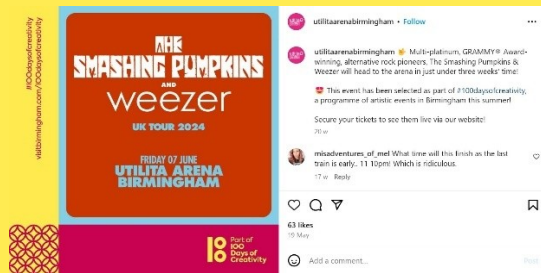 #100daysofcreativity
visitbirmingham.com/100daysofcreativity
THE
SMASHING PUMPKINS
AND
weezer
UK TOUR 2024
FRIDAY 07 JUNE
UTILITA ARENA
BIRMINGHAM
Part of
100
Days of
Creativity
utilitaarenabirmingham • Follow
utilitaarenabirmingham Multi-platinum, GRAMMY® Award-
winning, alternative rock pioneers, The Smashing Pumpkins &
Weezer will head to the arena in just under three weeks' time!
This event has been selected as part of #100daysofcreativity,
a programme of artistic events in Birmingham this summer!
Secure your tickets to see them live via our website!
20 w
misadventures_of_mel What time will this finish as the last
train is early.. 11 10pm! Which is ridiculous.
17 w Reply
63 likes
19 May
Add a comment...
Post